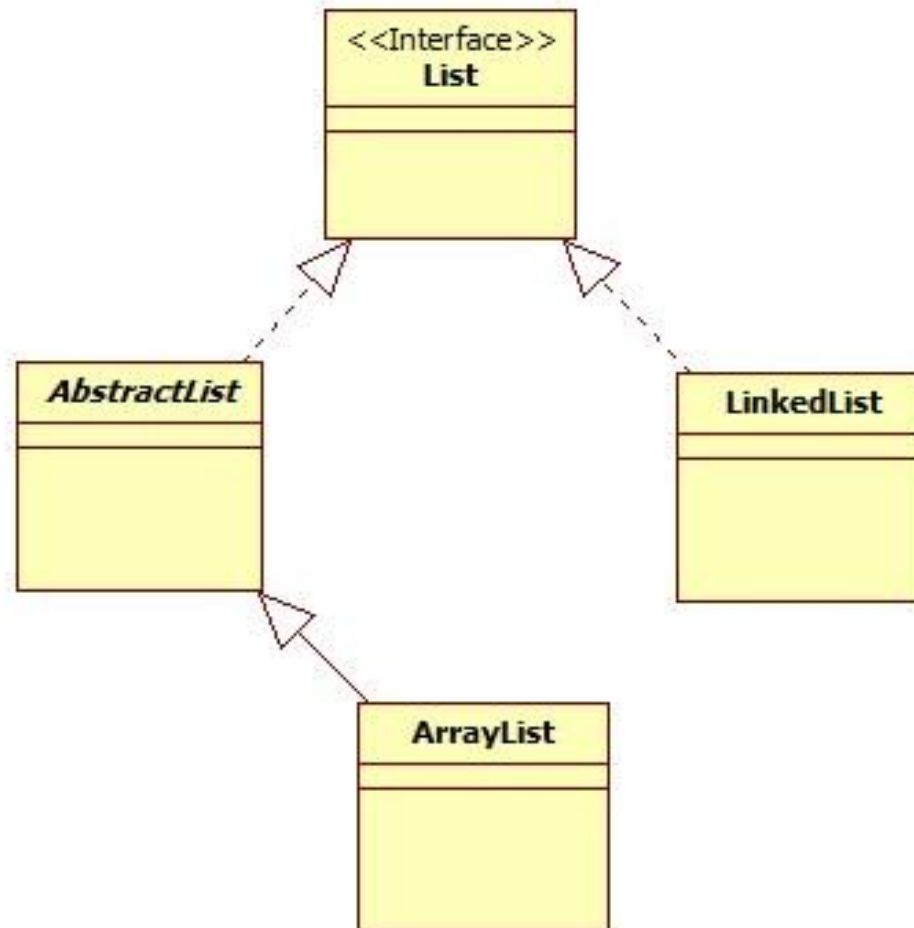 <<Interface>>
List
AbstractList
LinkedList
ArrayList